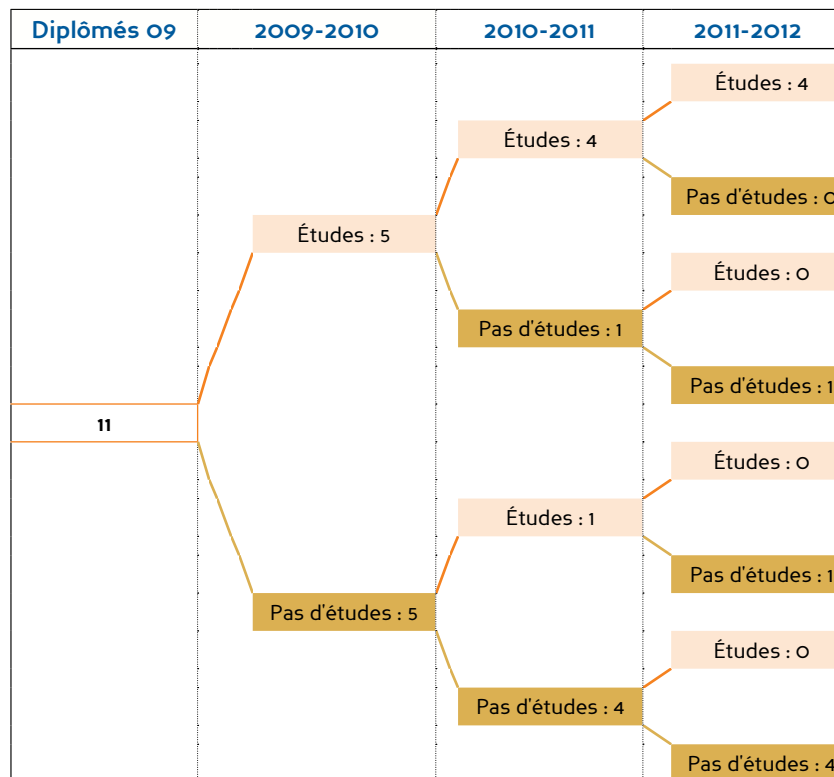 Diplômés 09 2009-2010 2010-2011 2011-2012
Études : 4
Études : 4
Pas d'études : 0
Études : 5
Études : 0
Pas d'études : 1
Pas d'études : 1
11
Études : 0
Études : 1
Pas d'études : 1
Pas d'études : 5
Études : 0
Pas d'études : 4
Pas d'études : 4